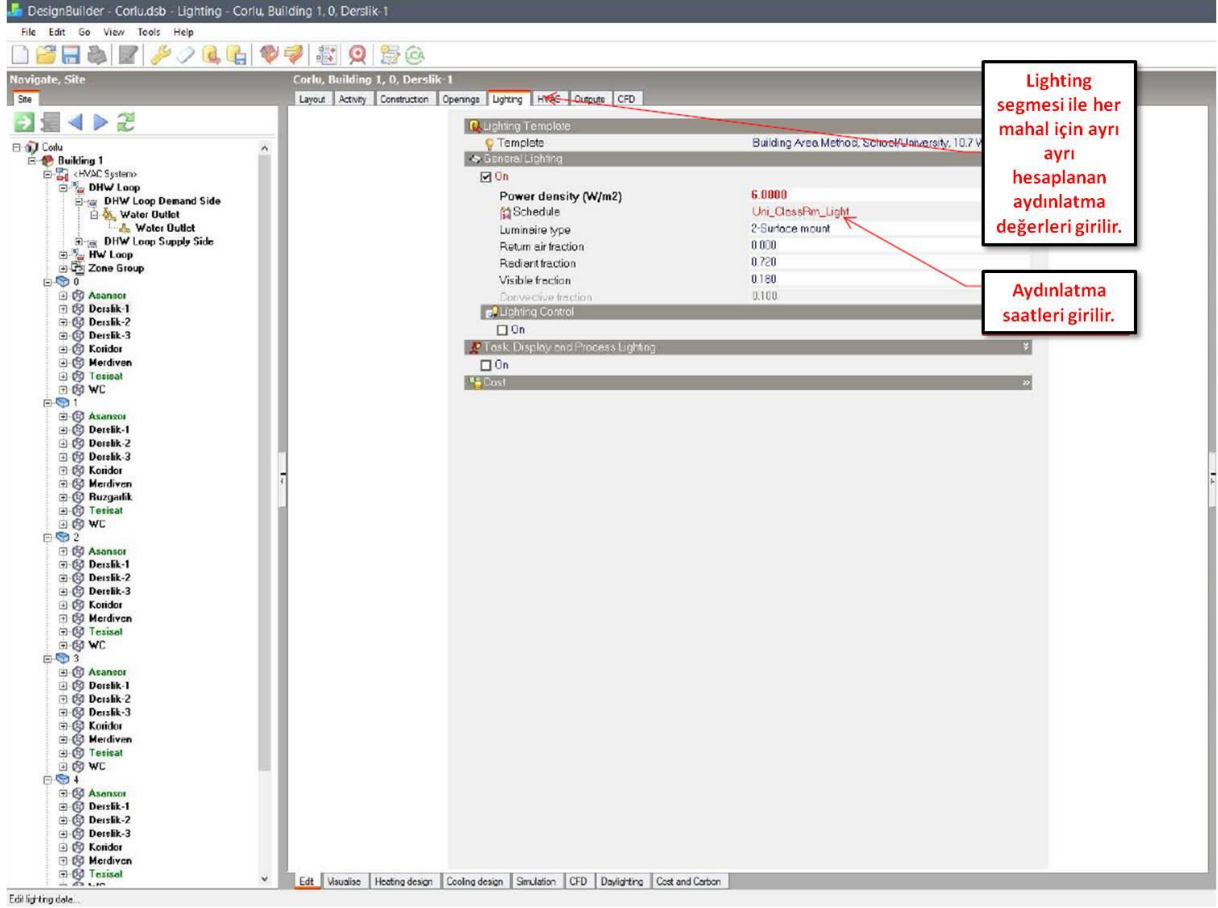 DesignBuilder - Corlu.dsb - Lighting - Corlu, Building 1, 0, Derslik-1
File Edit Go View Tools Help
Navigate, Site
Site
Corlu
Building 1
<HVAC System>
DHW Loop
DHW Loop Demand Side
Water Outlet
Water Outlet
DHW Loop Supply Side
HW Loop
Zone Group
0
Asansor
Derslik-1
Derslik-2
Derslik-3
Koridor
Merdiven
Tesisat
WC
1
Asansor
Derslik-1
Derslik-2
Derslik-3
Koridor
Merdiven
Ruzgarlik
Tesisat
WC
2
Asansor
Derslik-1
Derslik-2
Derslik-3
Koridor
Merdiven
Tesisat
WC
3
Asansor
Derslik-1
Derslik-2
Derslik-3
Koridor
Merdiven
Tesisat
WC
4
Asansor
Derslik-1
Derslik-2
Derslik-3
Koridor
Merdiven
Tesisat
Corlu, Building 1, 0, Derslik-1
Layout Activity Construction Openings Lighting HVAC Outputs CFD
Lighting Template
Template Building Area Method, School/University, 10.7 W
General Lighting
On
Power density (W/m2) 6.0000
Schedule Uni_ClassRm_Light
Luminaire type 2-Surface mount
Return air fraction 0.000
Radiant fraction 0.720
Visible fraction 0.180
Convective fraction 0.100
Lighting Control
On
Task, Display and Process Lighting
On
Cost
Lighting
segmesi ile her
mahal için ayrı
ayrı
hesaplanan
aydınlatma
değerleri girilir.
Aydınlatma
saatleri girilir.
Edit Visualise Heating design Cooling design Simulation CFD Daylighting Cost and Carbon
Edit lighting data...